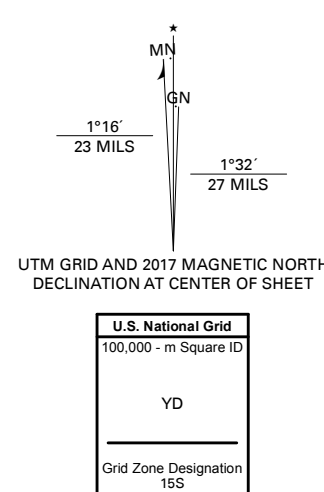 ★
MN
GN
1°16´
23 MILS
1°32´
27 MILS
UTM GRID AND 2017 MAGNETIC NORTH
DECLINATION AT CENTER OF SHEET
U.S. National Grid
100,000 - m Square ID
YD
Grid Zone Designation
15S